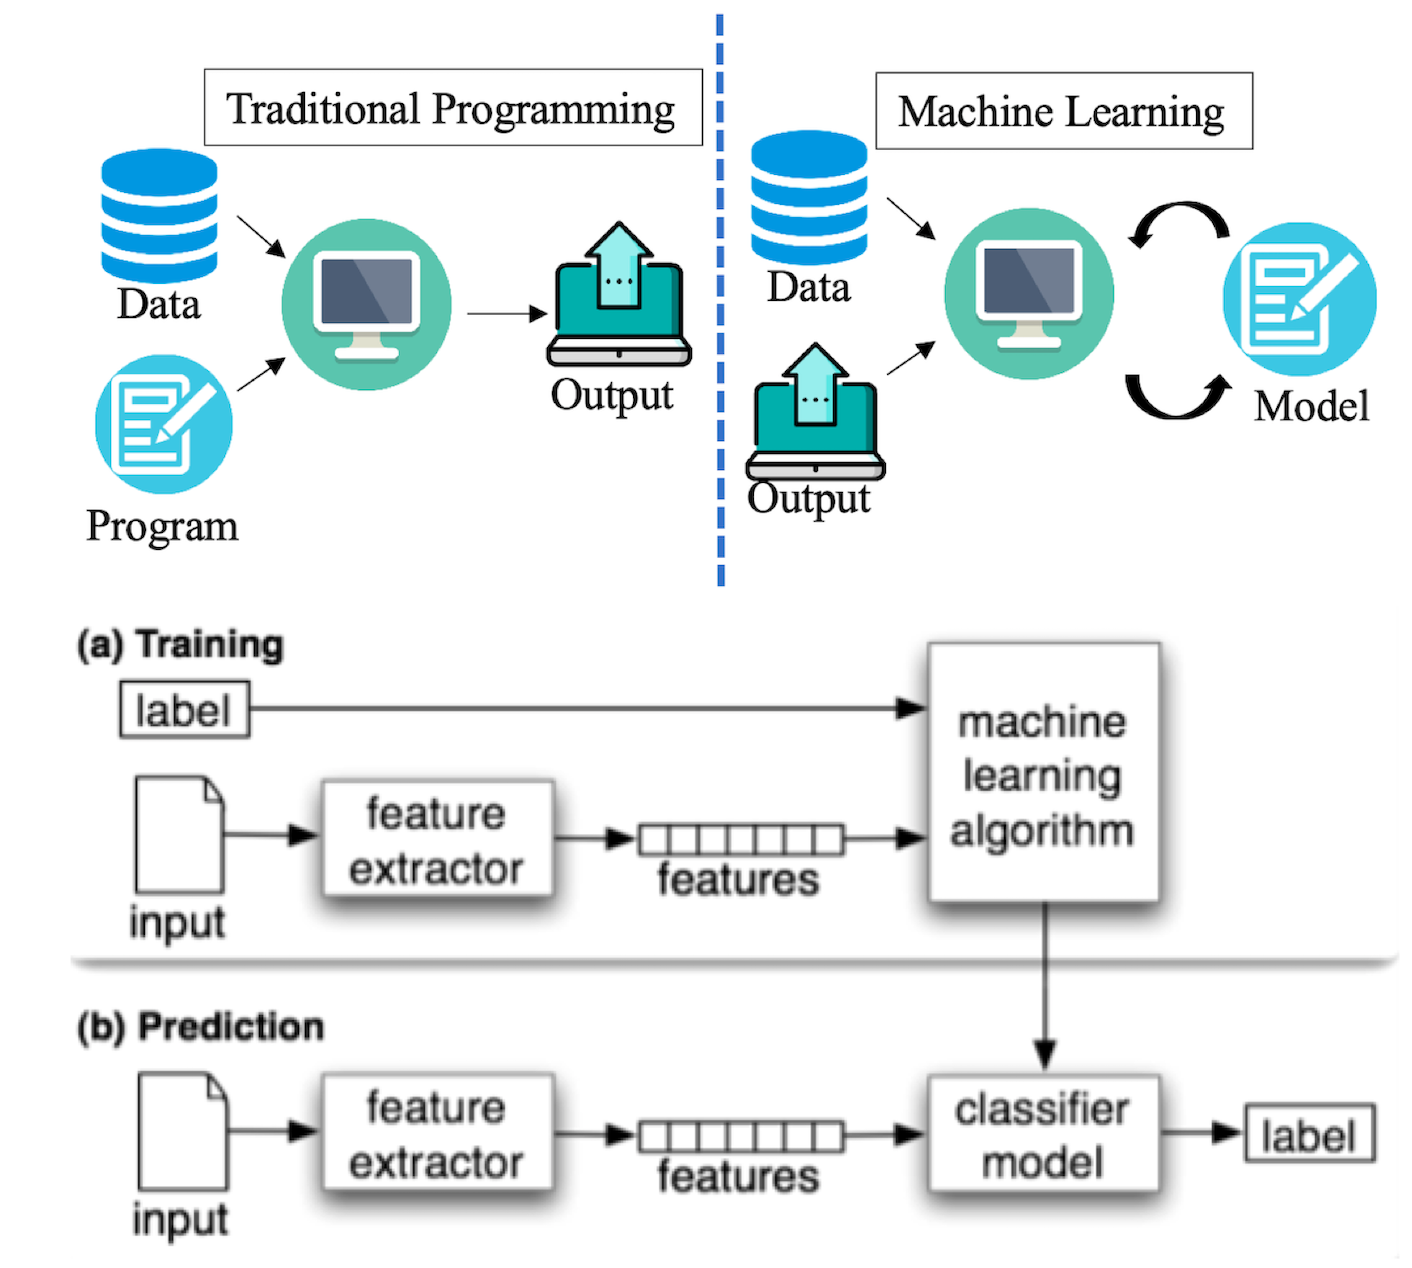 Traditional Programming
Data
Program
Output
Machine Learning
Data
Output
Model
(a) Training
label
input
feature
extractor
features
machine
learning
algorithm
(b) Prediction
input
feature
extractor
features
classifier
model
label